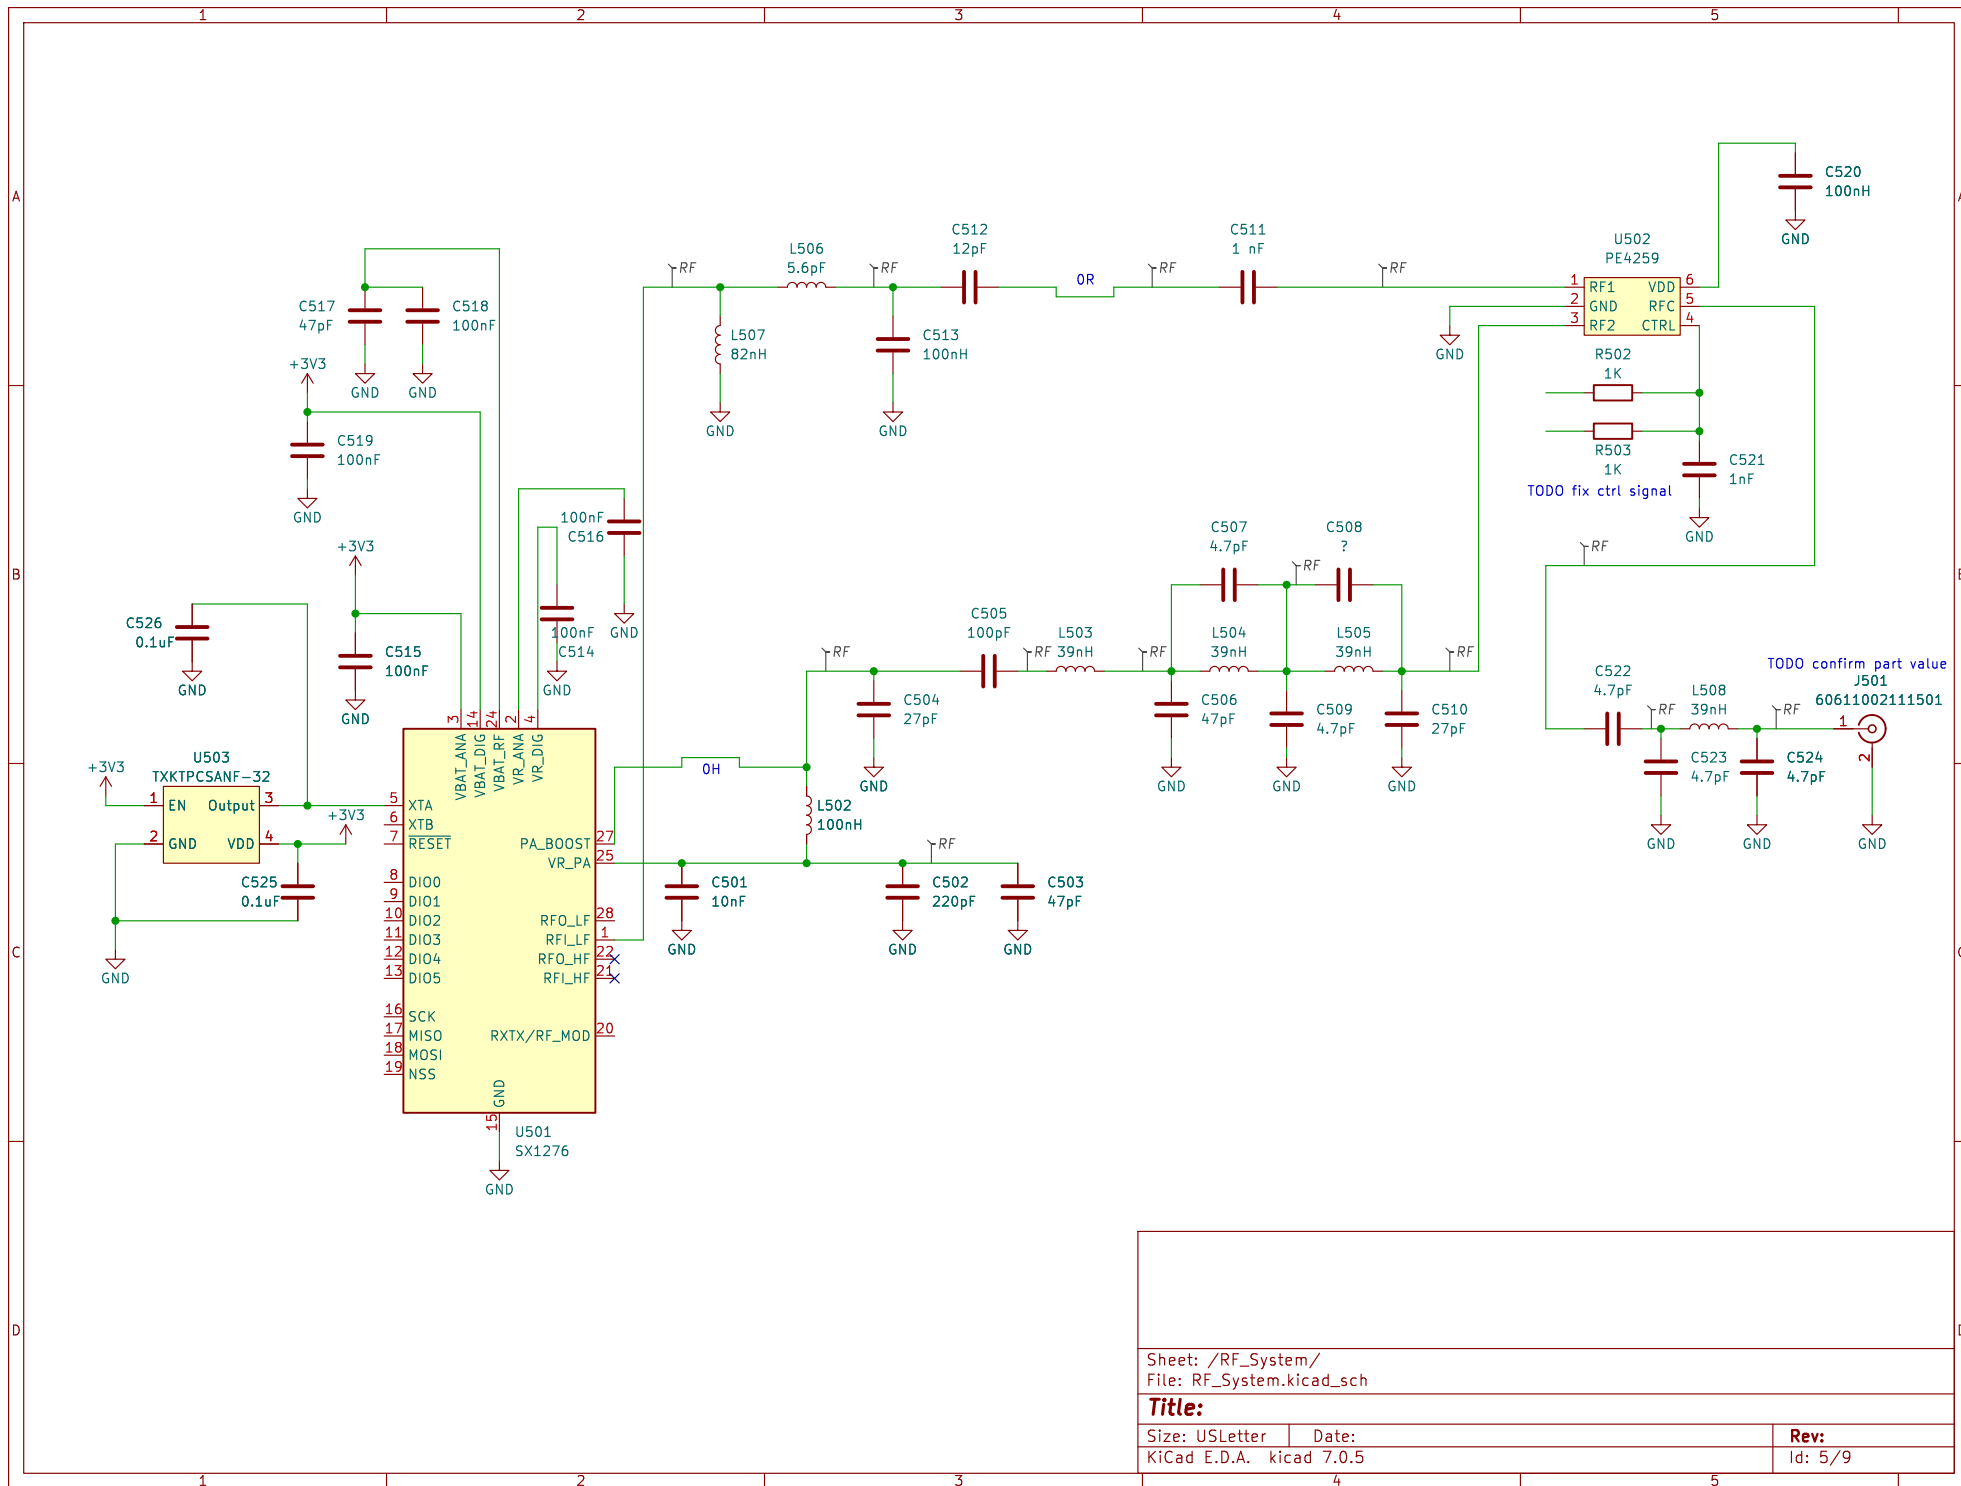 1 2 3 4 5
A
B
C
D
C520
100nH
GND
U502
PE4259
1 RF1 VDD 6
2 GND RFC 5
3 RF2 CTRL 4
GND
C512
12pF
C511
1 nF
L506
5.6pF
RF
RF
RF
RF
0R
L507
82nH
GND
C513
100nH
GND
C517
47pF
GND
C518
100nF
GND
+3V3
C519
100nF
GND
R502
1K
R503
1K
C521
1nF
GND
TODO fix ctrl signal
RF
100nF
C516
GND
100nF
C514
GND
+3V3
C515
100nF
GND
C526
0.1uF
GND
C507
4.7pF
C508
?
RF
C505
100pF
L503
39nH
L504
39nH
L505
39nH
RF
RF
RF
RF
C504
27pF
GND
C506
47pF
GND
C509
4.7pF
GND
C510
27pF
GND
TODO confirm part value
J501
60611002111501
1
2
GND
C522
4.7pF
L508
39nH
RF
RF
C523
4.7pF
GND
C524
4.7pF
GND
0H
L502
100nH
RF
C501
10nF
GND
C502
220pF
GND
C503
47pF
GND
+3V3
U503
TXKTPCSANF-32
1 EN Output 3
2 GND VDD 4
+3V3
C525
0.1uF
GND
3 14 24 2 4
VBAT_ANA
VBAT_DIG
VBAT_RF
VR_ANA
VR_DIG
5 XTA
6 XTB
7 RESET
8 DIO0
9 DIO1
10 DIO2
11 DIO3
12 DIO4
13 DIO5
16 SCK
17 MISO
18 MOSI
19 NSS
PA_BOOST 27
VR_PA 25
RFO_LF 28
RFI_LF 1
RFO_HF 22
RFI_HF 21
RXTX/RF_MOD 20
GND
15
U501
SX1276
GND
Sheet: /RF_System/
File: RF_System.kicad_sch
Title:
Size: USLetter Date: Rev:
KiCad E.D.A. kicad 7.0.5 Id: 5/9
1 2 3 4 5